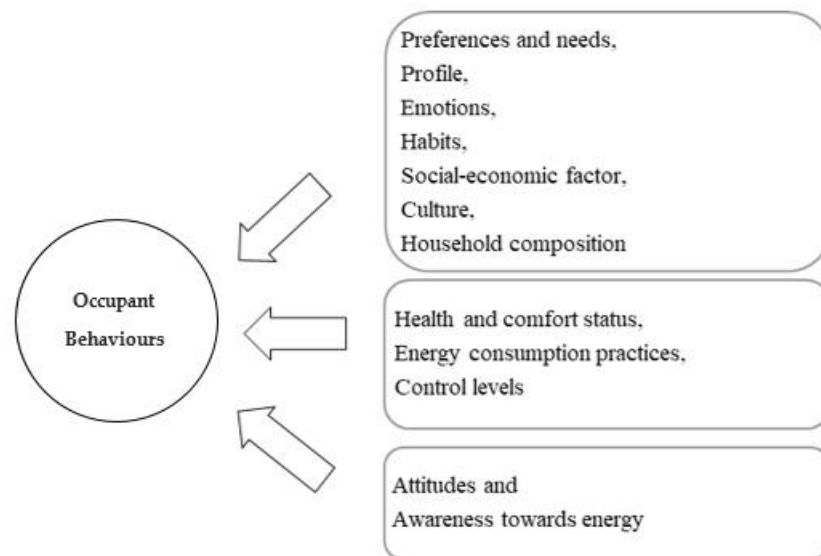 Preferences and needs,
Profile,
Emotions,
Habits,
Social-economic factor,
Culture,
Household composition
Occupant
Behaviours
Health and comfort status,
Energy consumption practices,
Control levels
Attitudes and
Awareness towards energy